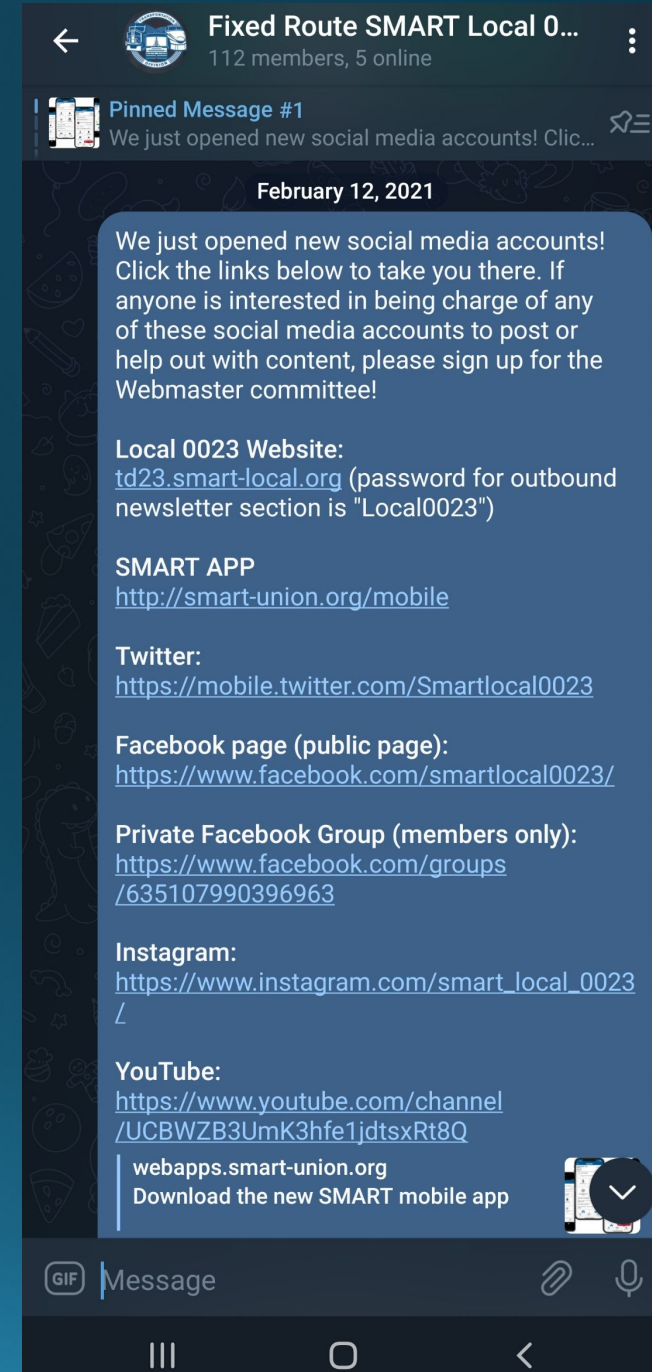 Fixed Route SMART Local 0...
112 members, 5 online
Pinned Message #1
We just opened new social media accounts! Clic...
February 12, 2021
We just opened new social media accounts!
Click the links below to take you there. If
anyone is interested in being charge of any
of these social media accounts to post or
help out with content, please sign up for the
Webmaster committee!
Local 0023 Website:
td23.smart-local.org (password for outbound
newsletter section is "Local0023")
SMART APP
http://smart-union.org/mobile
Twitter:
https://mobile.twitter.com/Smartlocal0023
Facebook page (public page):
https://www.facebook.com/smartlocal0023/
Private Facebook Group (members only):
https://www.facebook.com/groups
/635107990396963
Instagram:
https://www.instagram.com/smart_local_0023
/
YouTube:
https://www.youtube.com/channel
/UCBWZB3UmK3hfe1jdtsxRt8Q
webapps.smart-union.org
Download the new SMART mobile app
GIF Message